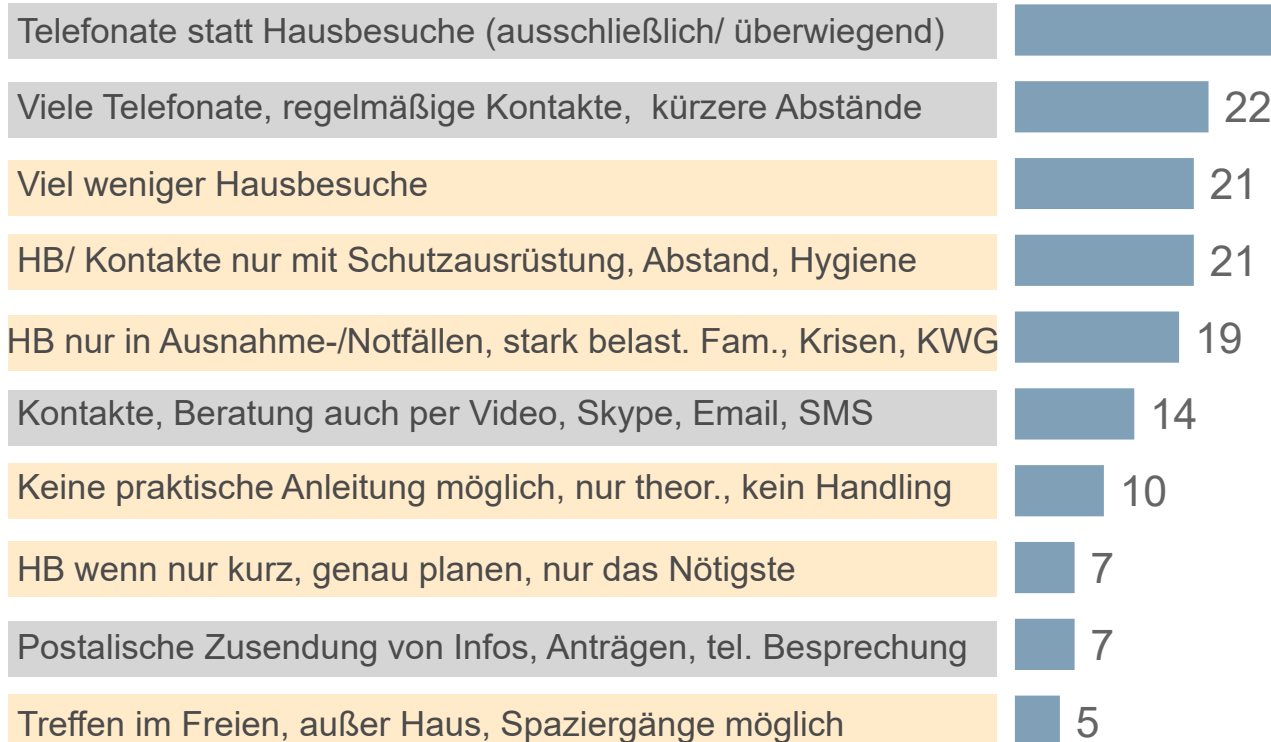 Telefonate statt Hausbesuche (ausschließlich/ überwiegend)
Viele Telefonate, regelmäßige Kontakte, kürzere Abstände 22
Viel weniger Hausbesuche 21
HB/ Kontakte nur mit Schutzausrüstung, Abstand, Hygiene 21
HB nur in Ausnahme-/Notfällen, stark belast. Fam., Krisen, KWG 19
Kontakte, Beratung auch per Video, Skype, Email, SMS 14
Keine praktische Anleitung möglich, nur theor., kein Handling 10
HB wenn nur kurz, genau planen, nur das Nötigste 7
Postalische Zusendung von Infos, Anträgen, tel. Besprechung 7
Treffen im Freien, außer Haus, Spaziergänge möglich 5